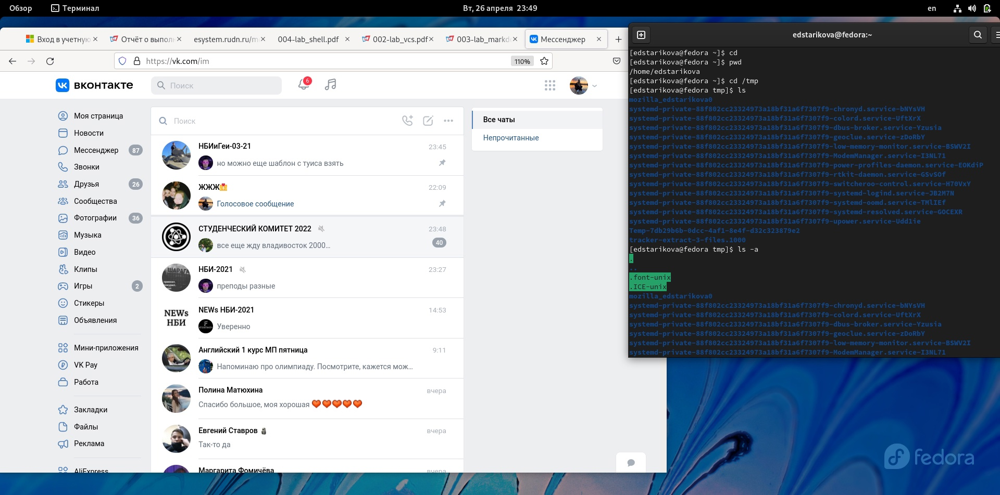 Обзор
Терминал
Вт, 26 апреля 23:49
en
Вход в учетную
Отчёт о выполн
esystem.rudn.ru/m
004-lab_shell.pdf
002-lab_vcs.pdf
003-lab_markd
Мессенджер
https://vk.com/im
110%
вконтакте
Поиск
6
Моя страница
Новости
Мессенджер 87
Звонки
Друзья 26
Сообщества
Фотографии 36
Музыка
Видео
Клипы
Игры 2
Стикеры
Объявления
Мини-приложения
VK Pay
Работа
Закладки
Файлы
Реклама
AliExpress
Поиск
НБИиГеи-03-21 23:45
но можно еще шаблон с туиса взять
ЖЖЖ 22:09
Голосовое сообщение
СТУДЕНЧЕСКИЙ КОМИТЕТ 2022 23:48
все еще жду владивосток 2000... 40
ШАРАГА
НБИ-2021 23:27
преподы разные
NEWs
НБИ
NEWs НБИ-2021 14:53
Уверенно
Английский 1 курс МП пятница 9:11
Напоминаю про олимпиаду. Посмотрите, кажется мож...
Полина Матюхина вчера
Спасибо большое, моя хорошая ❤❤❤❤❤
Евгений Ставров вчера
Так-то да
Маргарита Фомичёва вчера
Все чаты
Непрочитанные
edstarikova@fedora:~
[edstarikova@fedora ~]$ cd
[edstarikova@fedora ~]$ pwd
/home/edstarikova
[edstarikova@fedora ~]$ cd /tmp
[edstarikova@fedora tmp]$ ls
mozilla_edstarikova0
systemd-private-88f802cc23324973a18bf31a6f7307f9-chronyd.service-bNYsVH
systemd-private-88f802cc23324973a18bf31a6f7307f9-colord.service-UftXrX
systemd-private-88f802cc23324973a18bf31a6f7307f9-dbus-broker.service-Yzusia
systemd-private-88f802cc23324973a18bf31a6f7307f9-geoclue.service-zDoRbY
systemd-private-88f802cc23324973a18bf31a6f7307f9-low-memory-monitor.service-BSWV2I
systemd-private-88f802cc23324973a18bf31a6f7307f9-ModemManager.service-I3NL71
systemd-private-88f802cc23324973a18bf31a6f7307f9-power-profiles-daemon.service-EOKdiP
systemd-private-88f802cc23324973a18bf31a6f7307f9-rtkit-daemon.service-GSvSOf
systemd-private-88f802cc23324973a18bf31a6f7307f9-switcheroo-control.service-H70VxY
systemd-private-88f802cc23324973a18bf31a6f7307f9-systemd-logind.service-JB2M7N
systemd-private-88f802cc23324973a18bf31a6f7307f9-systemd-oomd.service-TMlIEf
systemd-private-88f802cc23324973a18bf31a6f7307f9-systemd-resolved.service-GOCEXR
systemd-private-88f802cc23324973a18bf31a6f7307f9-upower.service-Udd1ie
Temp-7db29b6b-0dcc-4af1-8e4f-d32c323879e2
tracker-extract-3-files.1000
[edstarikova@fedora tmp]$ ls -a
.
..
.font-unix
.ICE-unix
mozilla_edstarikova0
systemd-private-88f802cc23324973a18bf31a6f7307f9-chronyd.service-bNYsVH
systemd-private-88f802cc23324973a18bf31a6f7307f9-colord.service-UftXrX
systemd-private-88f802cc23324973a18bf31a6f7307f9-dbus-broker.service-Yzusia
systemd-private-88f802cc23324973a18bf31a6f7307f9-geoclue.service-zDoRbY
systemd-private-88f802cc23324973a18bf31a6f7307f9-low-memory-monitor.service-BSWV2I
systemd-private-88f802cc23324973a18bf31a6f7307f9-ModemManager.service-I3NL71
fedora